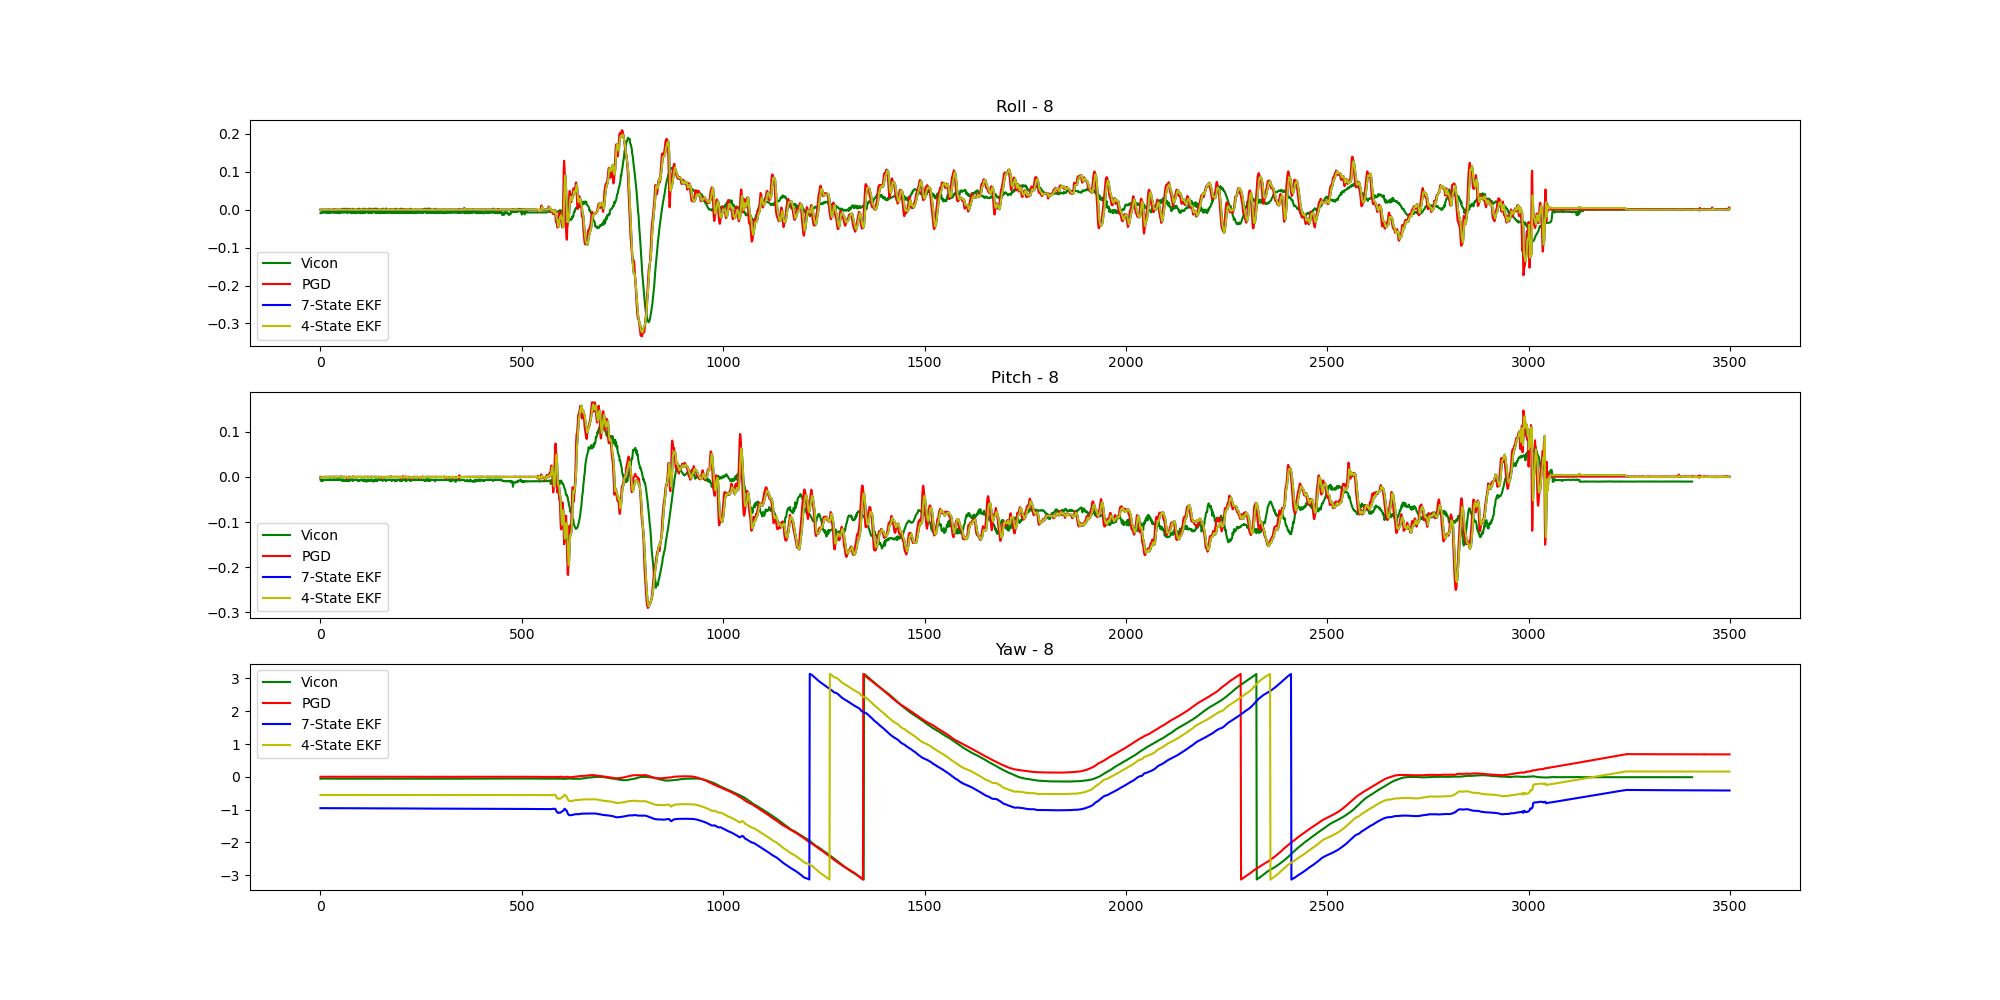 Roll - 8
0.2
0.1
0.0
−0.1
−0.2
−0.3
Vicon
PGD
7-State EKF
4-State EKF
0 500 1000 1500 2000 2500 3000 3500
Pitch - 8
0.1
0.0
−0.1
−0.2
−0.3
Vicon
PGD
7-State EKF
4-State EKF
0 500 1000 1500 2000 2500 3000 3500
Yaw - 8
3
2
1
0
−1
−2
−3
Vicon
PGD
7-State EKF
4-State EKF
0 500 1000 1500 2000 2500 3000 3500